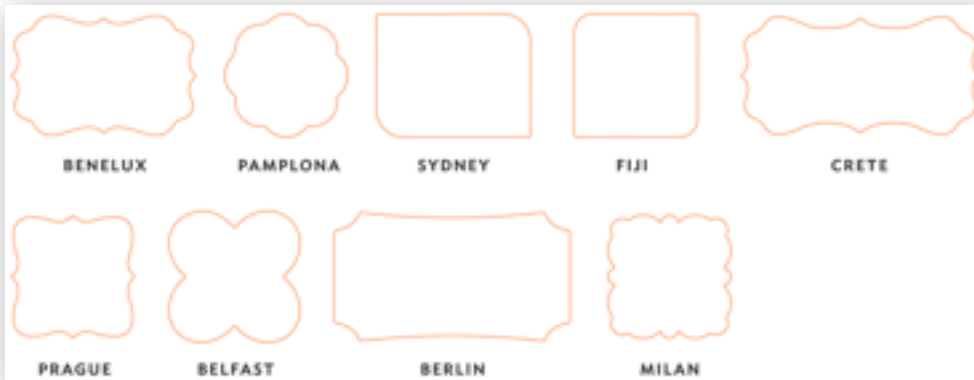 BENELUX PAMPLONA SYDNEY FIJI CRETE
PRAGUE BELFAST BERLIN MILAN